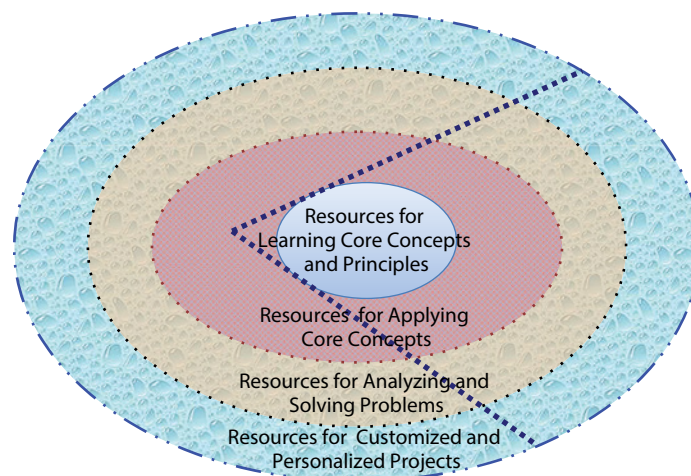 Resources for
Learning Core Concepts
and Principles
Resources for Applying
Core Concepts
Resources for Analyzing and
Solving Problems
Resources for Customized and
Personalized Projects